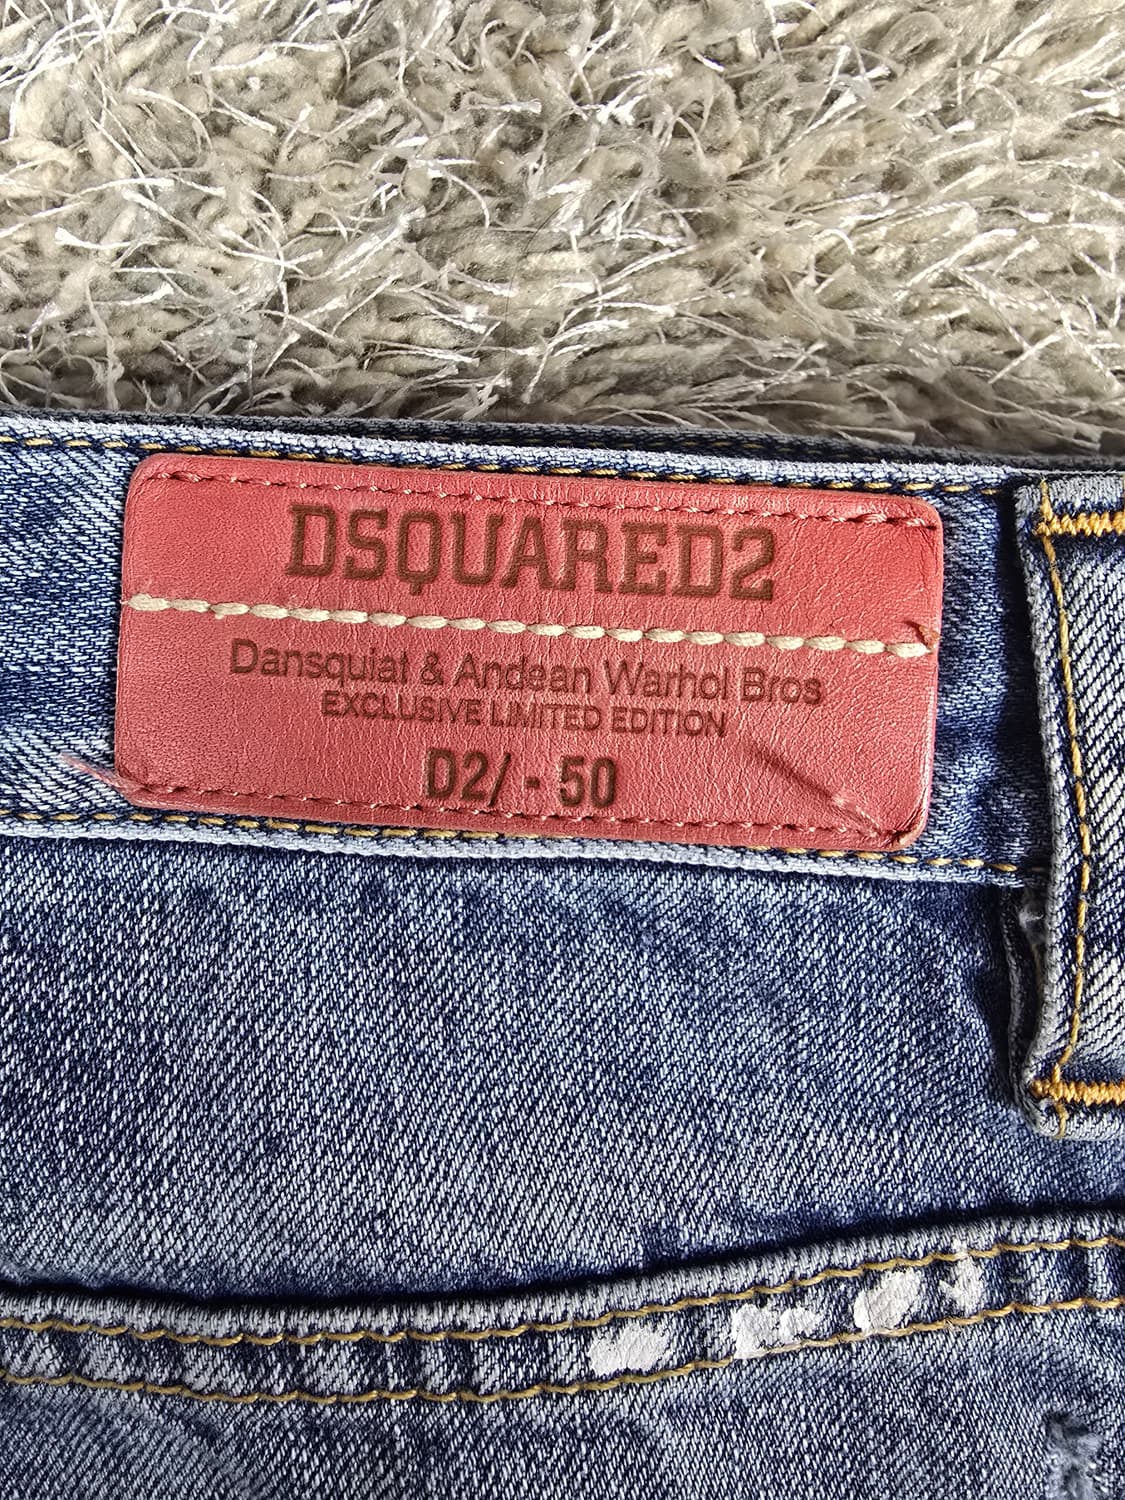 DSQUARED2
Dansquiat & Andean Warhol Bros
EXCLUSIVE LIMITED EDITION
D2/ - 50